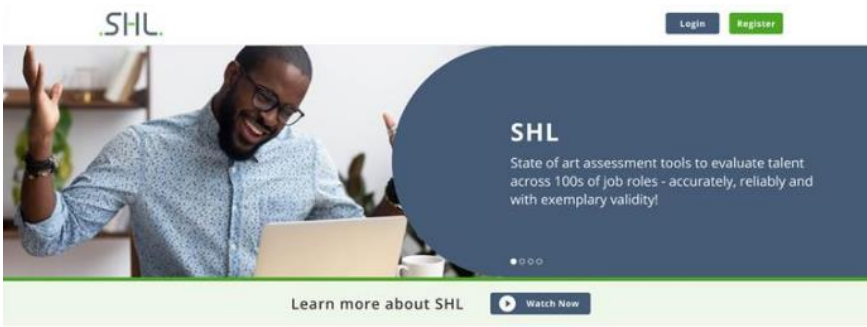 .SHL.
Login
Register
SHL
State of art assessment tools to evaluate talent
across 100s of job roles - accurately, reliably and
with exemplary validity!
Learn more about SHL
Watch Now